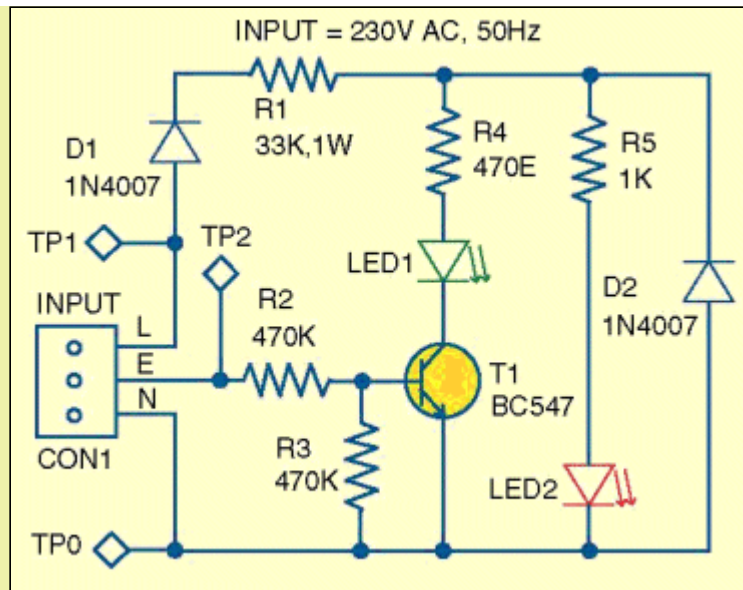 INPUT = 230V AC, 50Hz
R1
33K,1W
D1
1N4007
R4
470E
R5
1K
TP1
TP2
LED1
D2
1N4007
INPUT
L
E
N
R2
470K
T1
BC547
R3
470K
CON1
LED2
TP0